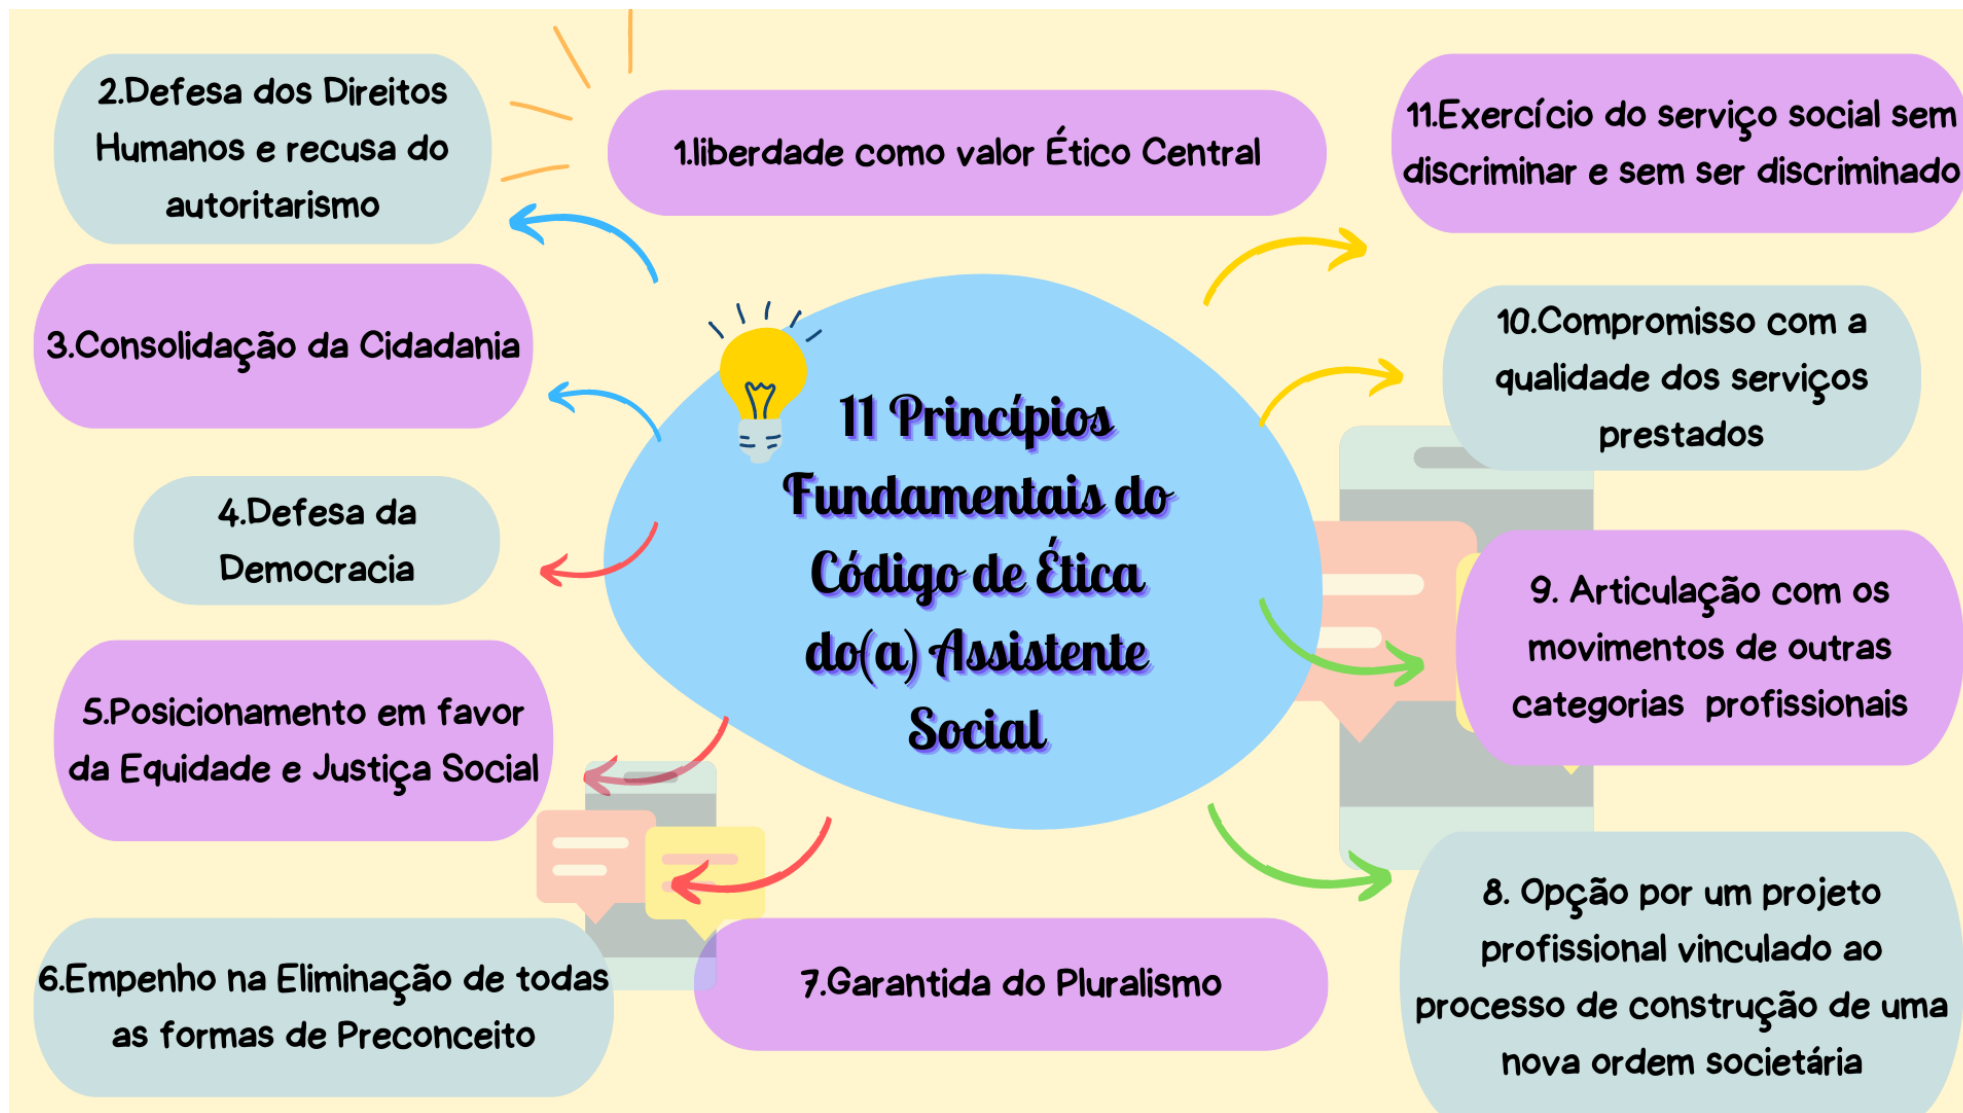 11 Princípios
Fundamentais do
Código de Ética
do(a) Assistente
Social
1.liberdade como valor Ético Central
2.Defesa dos Direitos
Humanos e recusa do
autoritarismo
3.Consolidação da Cidadania
4.Defesa da
Democracia
5.Posicionamento em favor
da Equidade e Justiça Social
6.Empenho na Eliminação de todas
as formas de Preconceito
7.Garantida do Pluralismo
8. Opção por um projeto
profissional vinculado ao
processo de construção de uma
nova ordem societária
9. Articulação com os
movimentos de outras
categorias profissionais
10.Compromisso com a
qualidade dos serviços
prestados
11.Exercício do serviço social sem
discriminar e sem ser discriminado